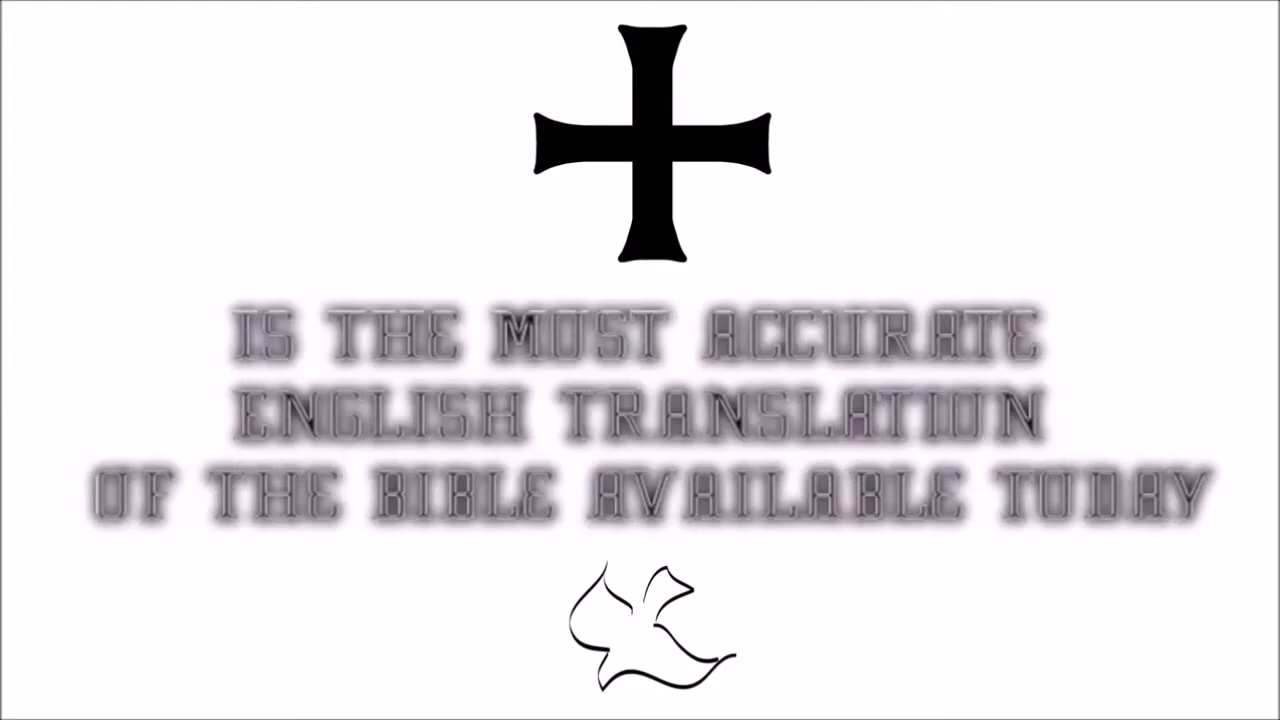 IS THE MOST ACCURATE
ENGLISH TRANSLATION
OF THE BIBLE AVAILABLE TODAY